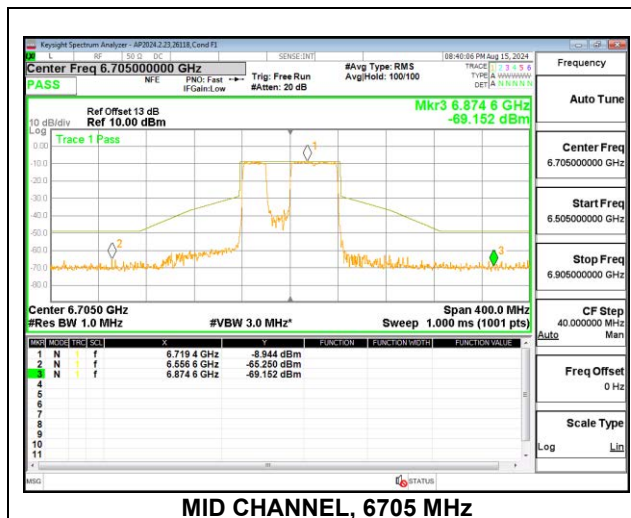 Keysight Spectrum Analyzer - AP2024.2.23,26118,Cond F1
L RF 50 Ω DC SENSE:INT 08:40:06 PM Aug 15, 2024
Center Freq 6.705000000 GHz #Avg Type: RMS TRACE 1 2 3 4 5 6
PASS NFE PNO: Fast Trig: Free Run Avg|Hold: 100/100 TYPE A WWWWW
IFGain:Low #Atten: 20 dB DET A N N N N N
Ref Offset 13 dB Mkr3 6.874 6 GHz
10 dB/div Ref 10.00 dBm -69.152 dBm
Log
Trace 1 Pass
0.00
-10.0
-20.0
-30.0
-40.0
-50.0
-60.0
-70.0
-80.0
1
2
3
Center 6.7050 GHz Span 400.0 MHz
#Res BW 1.0 MHz #VBW 3.0 MHz* Sweep 1.000 ms (1001 pts)
MKR MODE TRC SCL X Y FUNCTION FUNCTION WIDTH FUNCTION VALUE
1 N 1 f 6.719 4 GHz -8.944 dBm
2 N 1 f 6.556 6 GHz -65.250 dBm
3 N 1 f 6.874 6 GHz -69.152 dBm
4
5
6
7
8
9
10
11
MSG STATUS
Frequency
Auto Tune
Center Freq
6.705000000 GHz
Start Freq
6.505000000 GHz
Stop Freq
6.905000000 GHz
CF Step
40.000000 MHz
Auto Man
Freq Offset
0 Hz
Scale Type
Log Lin
MID CHANNEL, 6705 MHz